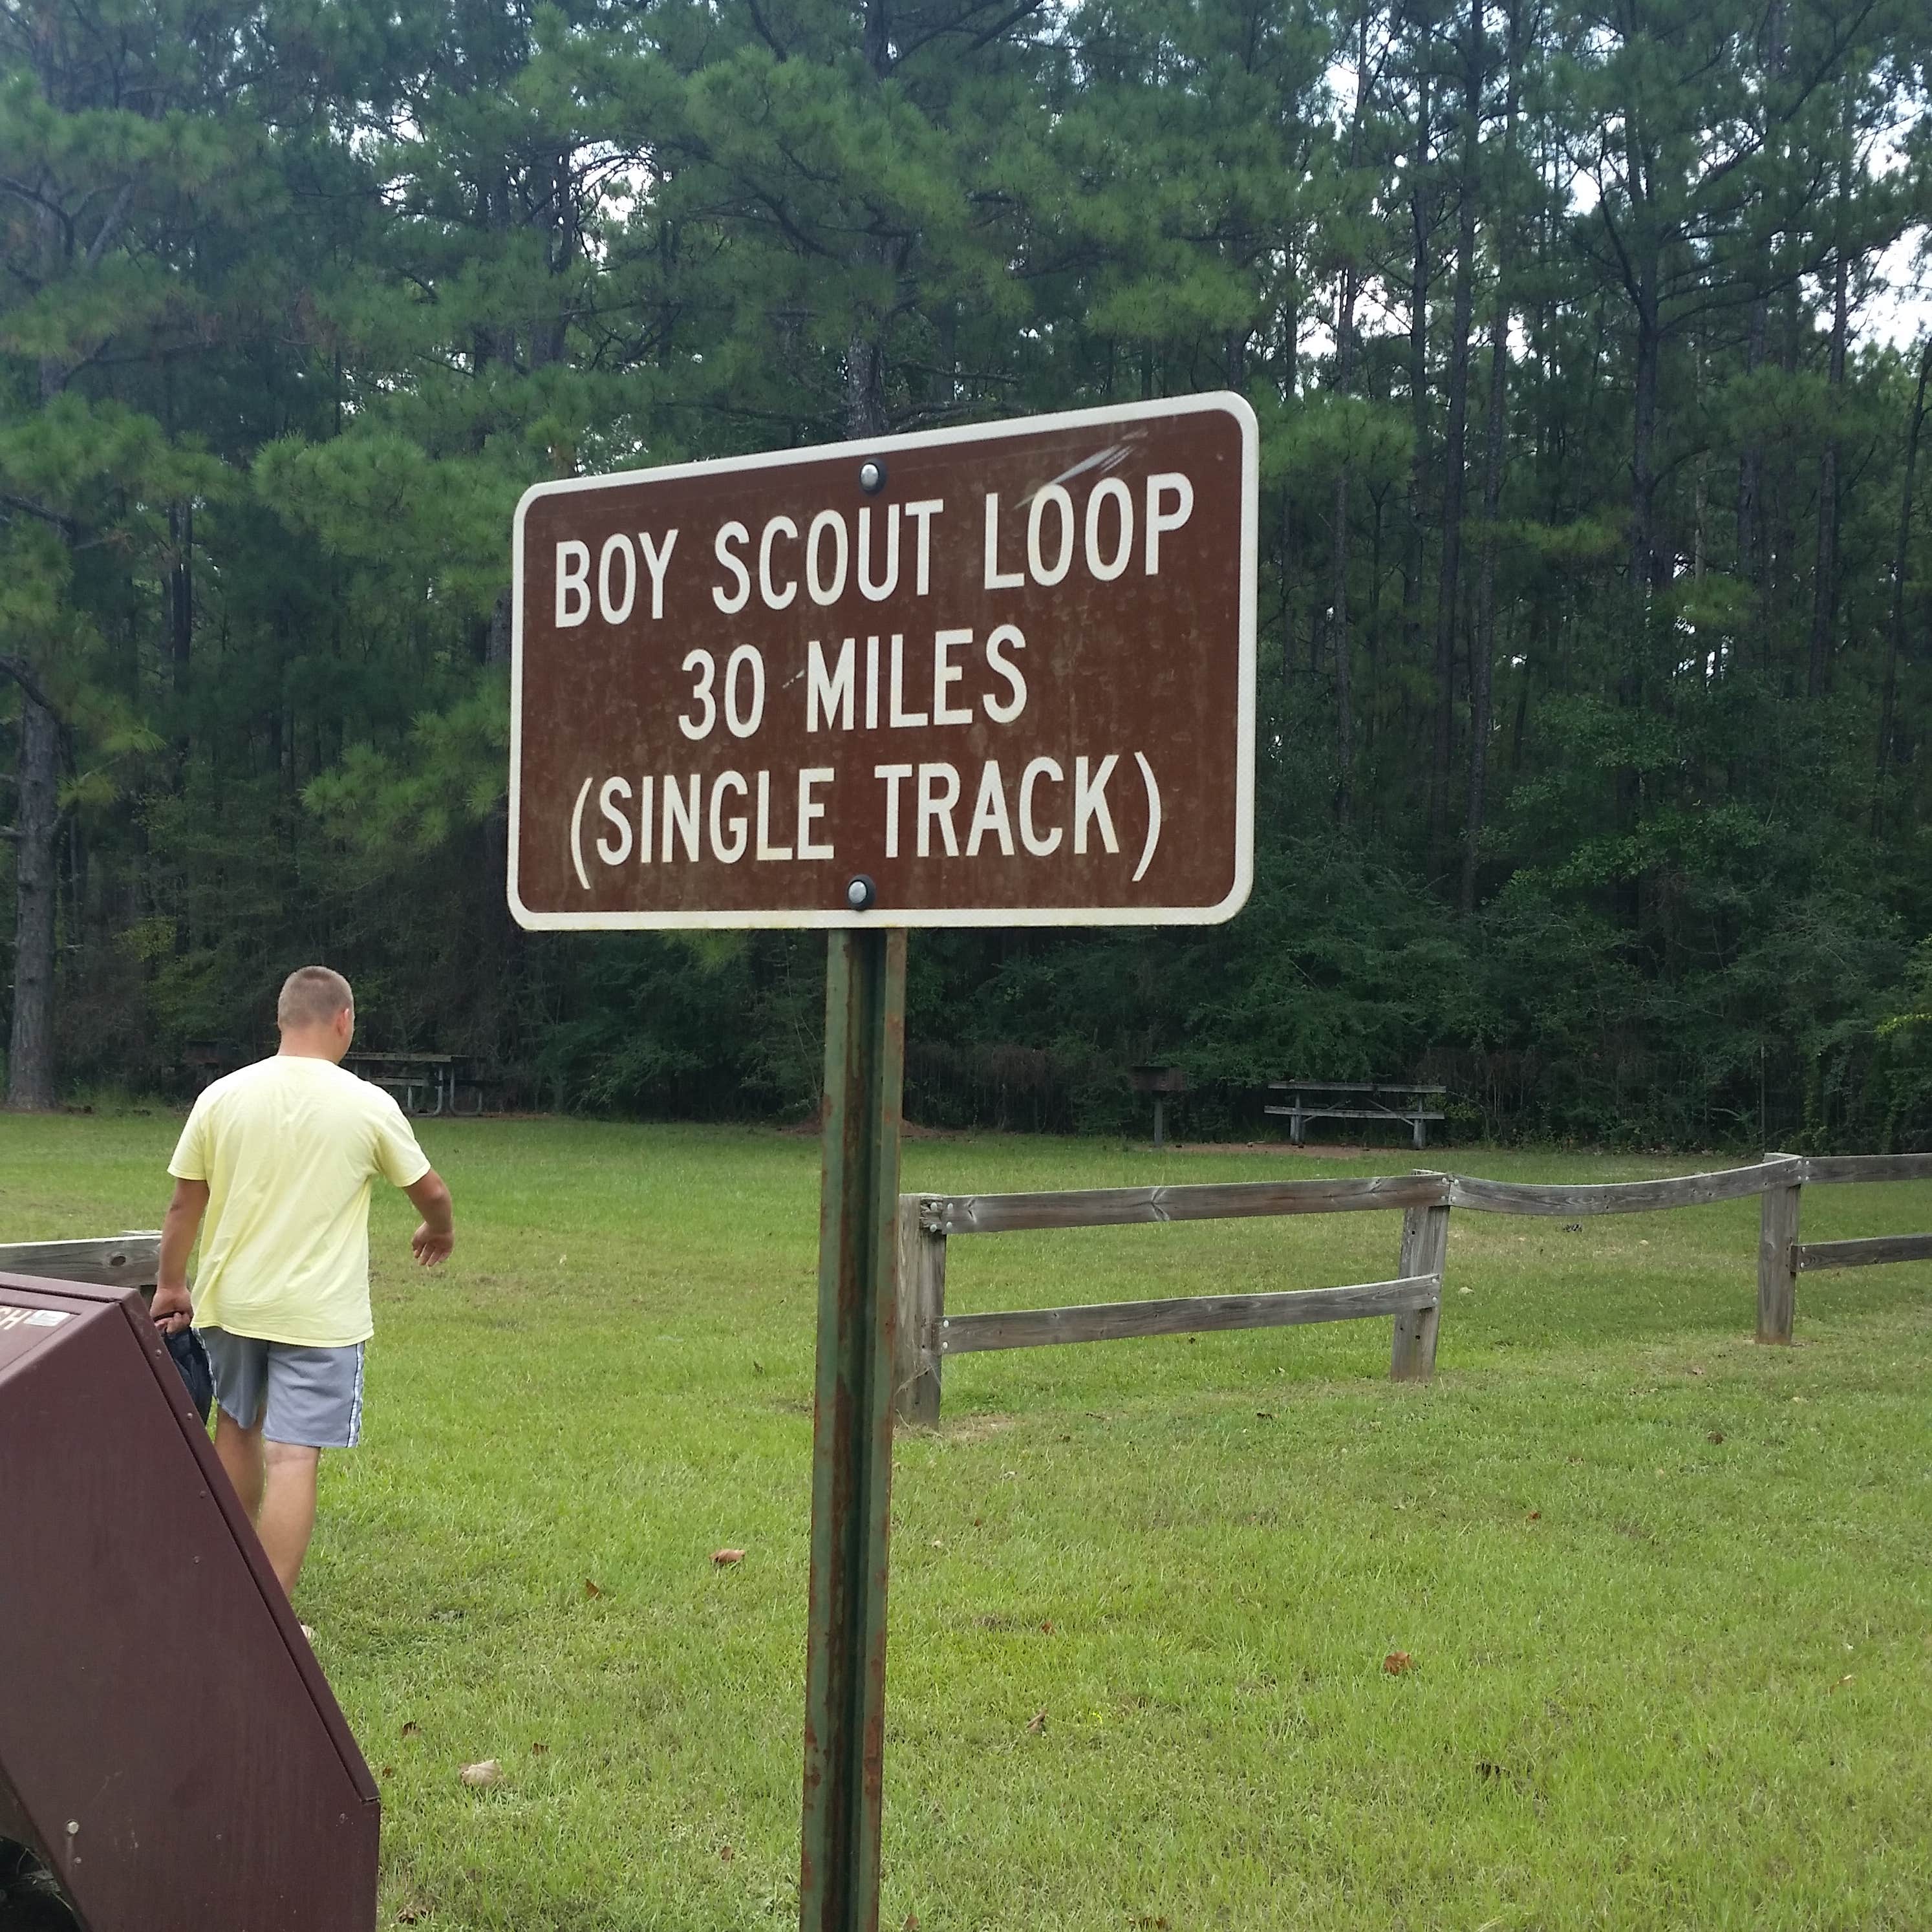 BOY SCOUT LOOP
30 MILES
(SINGLE TRACK)